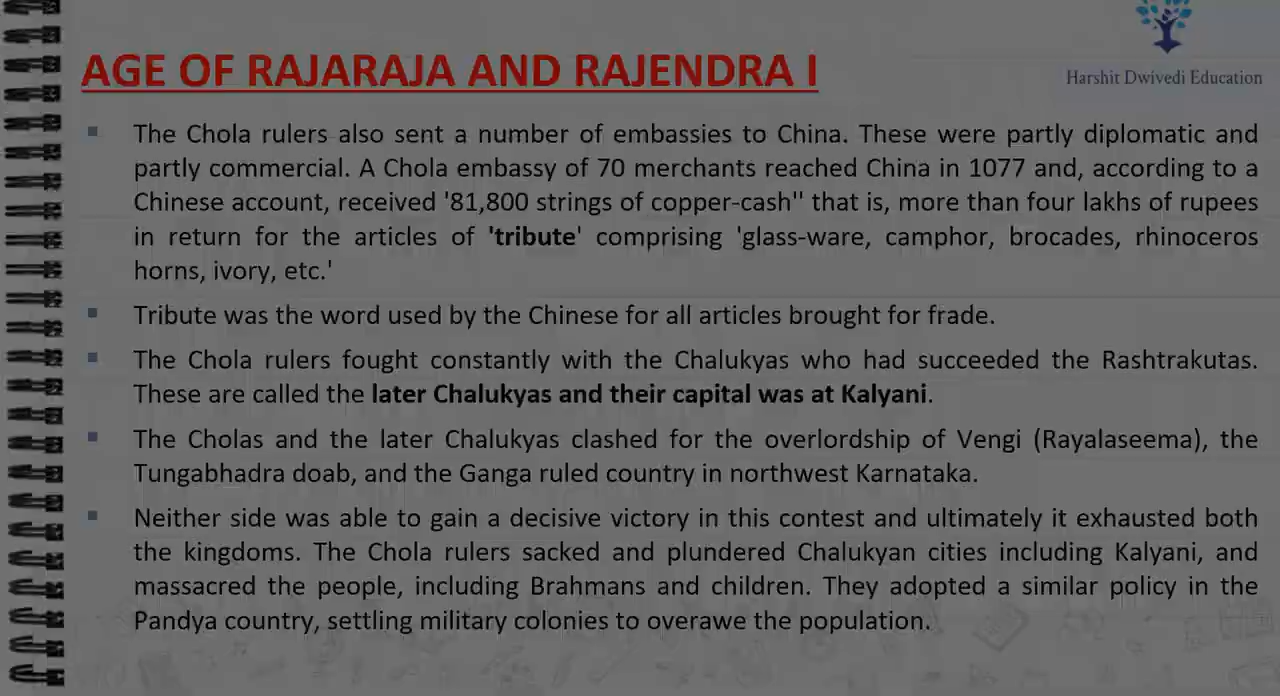 Harshit Dwivedi Education
AGE OF RAJARAJA AND RAJENDRA I
▪ The Chola rulers also sent a number of embassies to China. These were partly diplomatic and
partly commercial. A Chola embassy of 70 merchants reached China in 1077 and, according to a
Chinese account, received '81,800 strings of copper-cash'' that is, more than four lakhs of rupees
in return for the articles of 'tribute' comprising 'glass-ware, camphor, brocades, rhinoceros
horns, ivory, etc.'
▪ Tribute was the word used by the Chinese for all articles brought for frade.
▪ The Chola rulers fought constantly with the Chalukyas who had succeeded the Rashtrakutas.
These are called the later Chalukyas and their capital was at Kalyani.
▪ The Cholas and the later Chalukyas clashed for the overlordship of Vengi (Rayalaseema), the
Tungabhadra doab, and the Ganga ruled country in northwest Karnataka.
▪ Neither side was able to gain a decisive victory in this contest and ultimately it exhausted both
the kingdoms. The Chola rulers sacked and plundered Chalukyan cities including Kalyani, and
massacred the people, including Brahmans and children. They adopted a similar policy in the
Pandya country, settling military colonies to overawe the population.